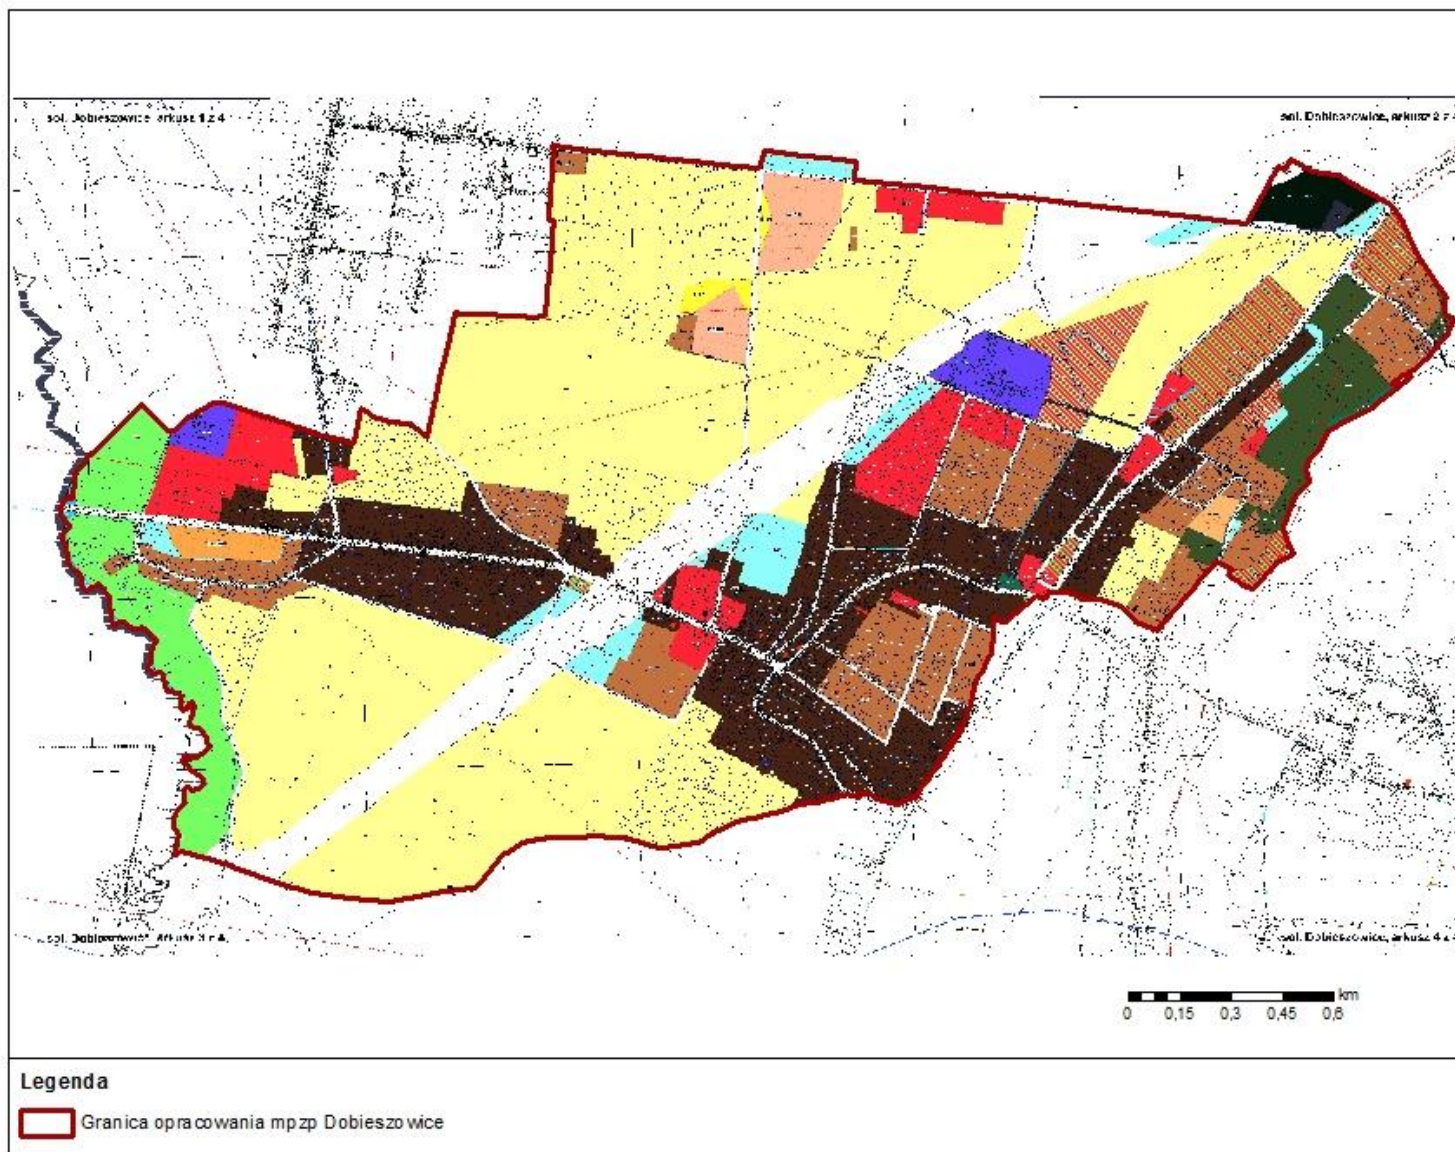 sol. Dobieszowice, arkusz 1 z 4
sol. Dobieszowice, arkusz 2 z
sol. Dobieszowice, arkusz 3 z 4
sol. Dobieszowice, arkusz 4 z
km
0 0,15 0,3 0,45 0,6
Legenda
Granica opracowania mpzp Dobieszowice